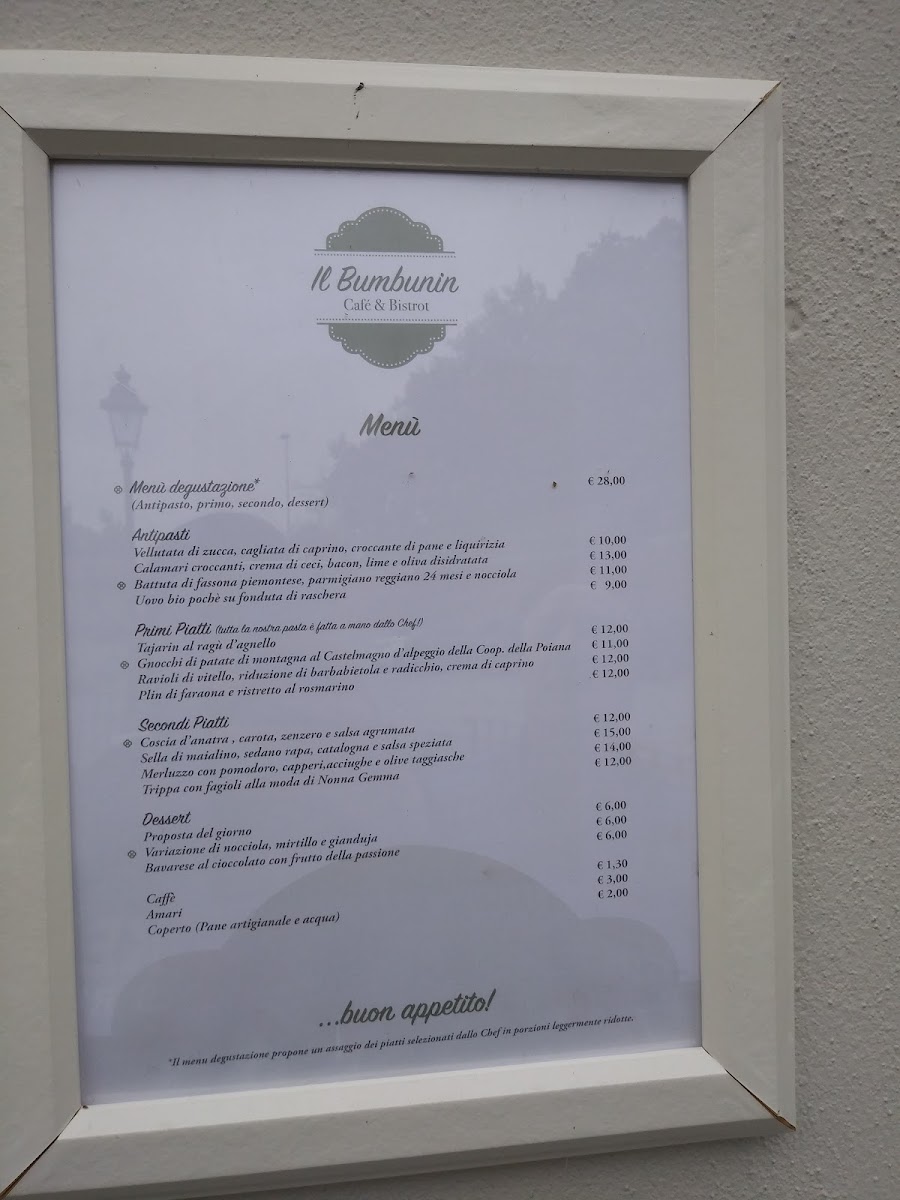 Il Bumbunin
Café & Bistrot
Menù
Menù degustazione* € 28,00
(Antipasto, primo, secondo, dessert)
Antipasti
Vellutata di zucca, cagliata di caprino, croccante di pane e liquirizia € 10,00
Calamari croccanti, crema di ceci, bacon, lime e oliva disidratata € 13,00
Battuta di fassona piemontese, parmigiano reggiano 24 mesi e nocciola € 11,00
Uovo bio pochè su fonduta di raschera € 9,00
Primi Piatti (tutta la nostra pasta è fatta a mano dallo Chef!)
Tajarin al ragù d'agnello € 12,00
Gnocchi di patate di montagna al Castelmagno d'alpeggio della Coop. della Poiana € 11,00
Ravioli di vitello, riduzione di barbabietola e radicchio, crema di caprino € 12,00
Plin di faraona e ristretto al rosmarino € 12,00
Secondi Piatti
Coscia d'anatra , carota, zenzero e salsa agrumata € 12,00
Sella di maialino, sedano rapa, catalogna e salsa speziata € 15,00
Merluzzo con pomodoro, capperi,acciughe e olive taggiasche € 14,00
Trippa con fagioli alla moda di Nonna Gemma € 12,00
Dessert
Proposta del giorno € 6,00
Variazione di nocciola, mirtillo e gianduja € 6,00
Bavarese al cioccolato con frutto della passione € 6,00
Caffè € 1,30
Amari € 3,00
Coperto (Pane artigianale e acqua) € 2,00
...buon appetito!
*Il menu degustazione propone un assaggio dei piatti selezionati dallo Chef in porzioni leggermente ridotte.